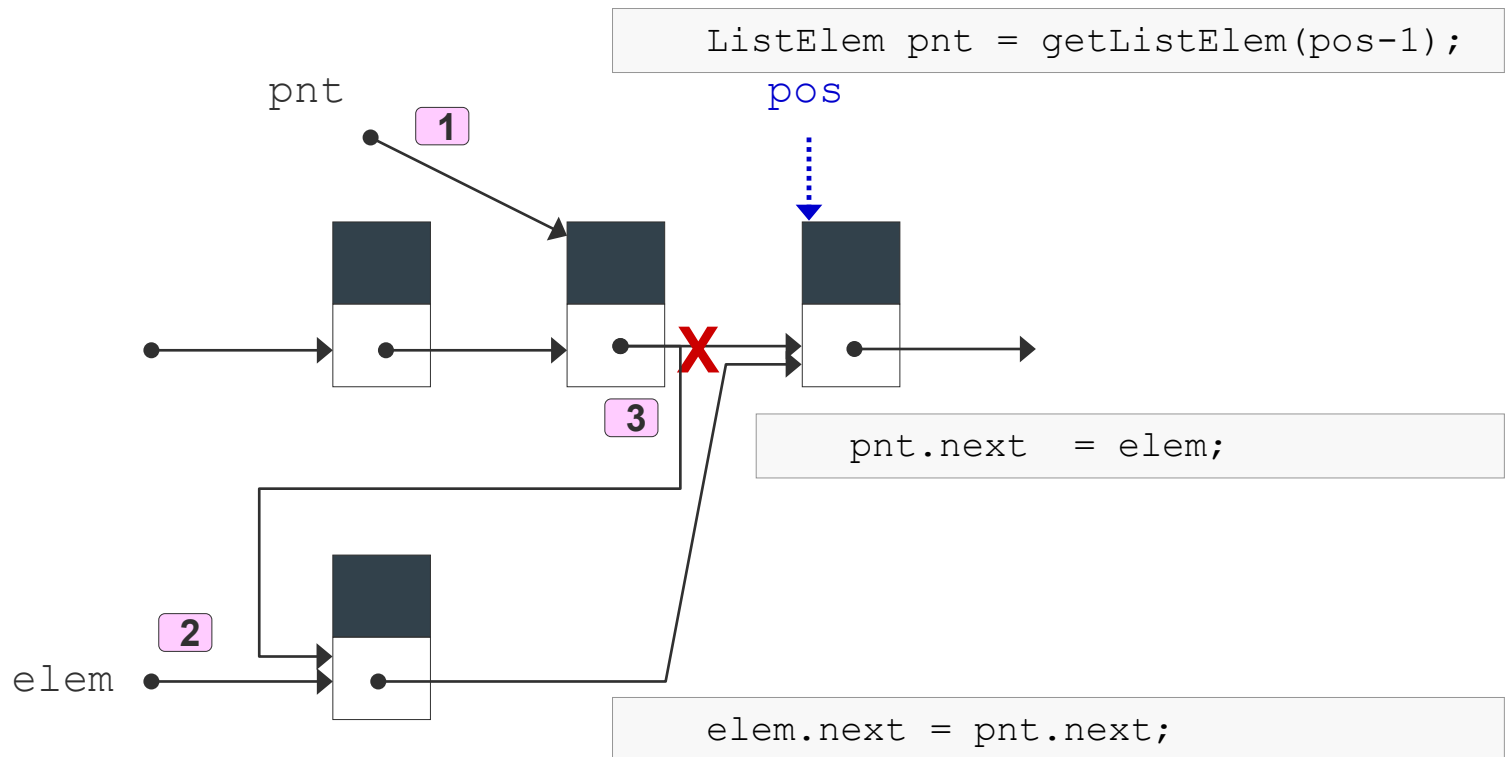 ListElem pnt = getListElem(pos-1);
pnt
pos
1
X
3
pnt.next  = elem;
2
elem
elem.next = pnt.next;